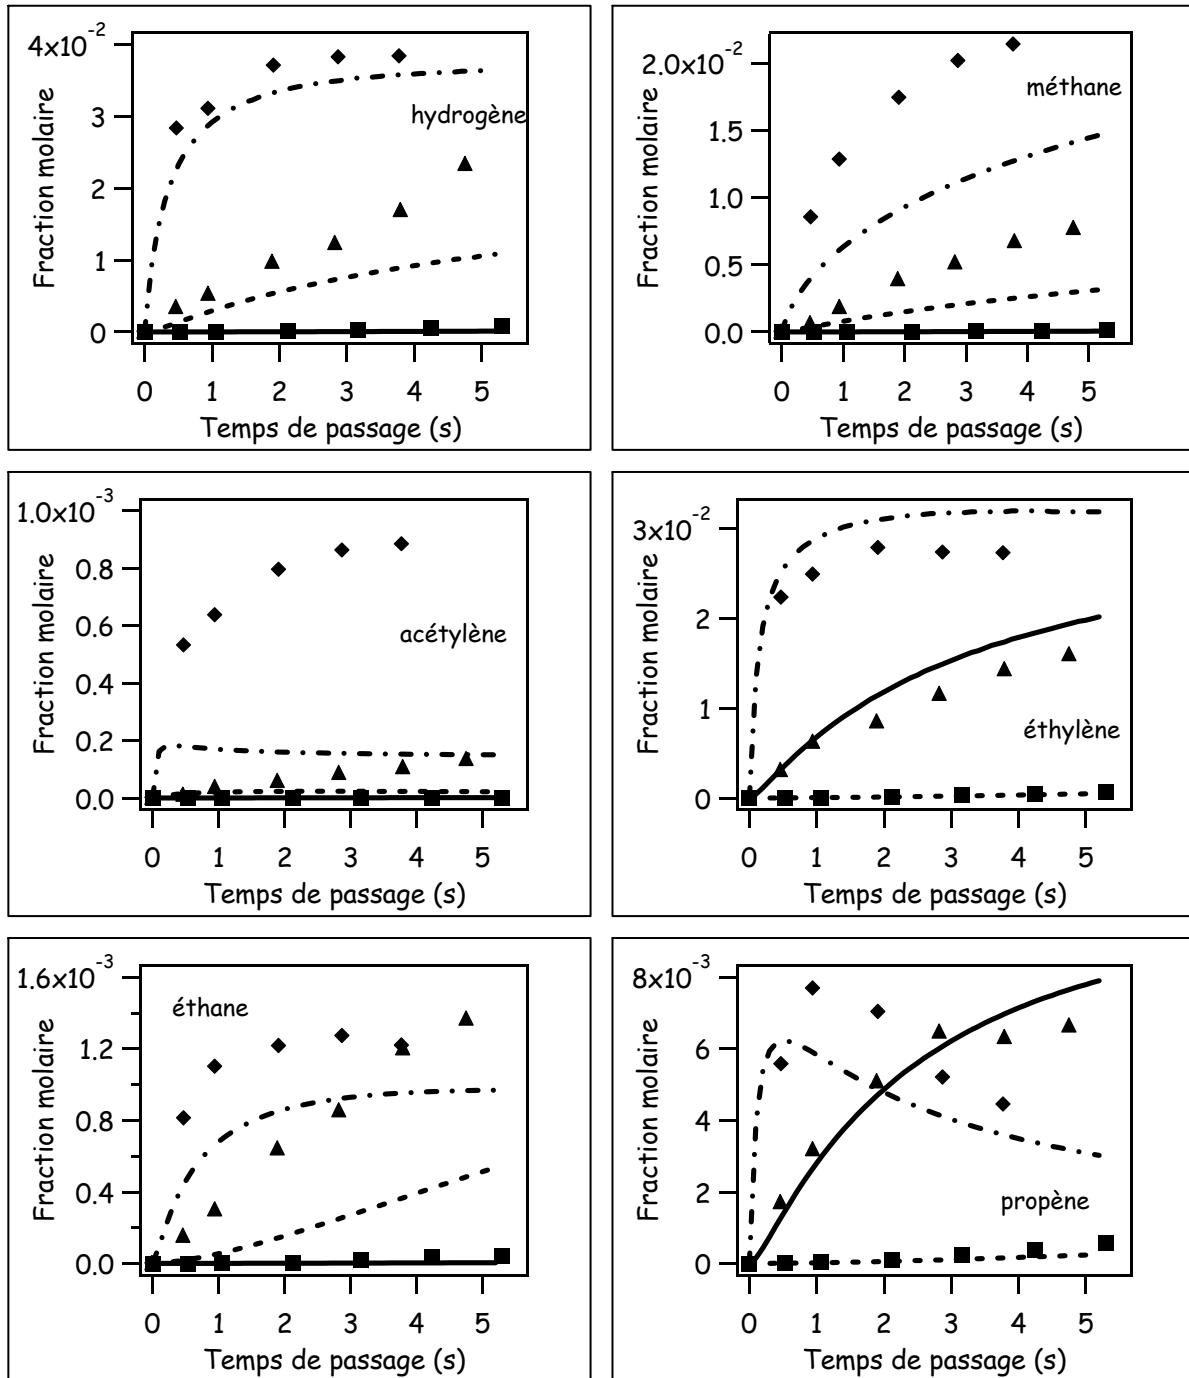 4x10-2
3
2
1
0
Fraction molaire
hydrogène
0 1 2 3 4 5
Temps de passage (s)
2.0x10-2
1.5
1.0
0.5
0.0
Fraction molaire
méthane
0 1 2 3 4 5
Temps de passage (s)
1.0x10-3
0.8
0.6
0.4
0.2
0.0
Fraction molaire
acétylène
0 1 2 3 4 5
Temps de passage (s)
3x10-2
2
1
0
Fraction molaire
éthylène
0 1 2 3 4 5
Temps de passage (s)
1.6x10-3
1.2
0.8
0.4
0.0
Fraction molaire
éthane
0 1 2 3 4 5
Temps de passage (s)
8x10-3
6
4
2
0
Fraction molaire
propène
0 1 2 3 4 5
Temps de passage (s)